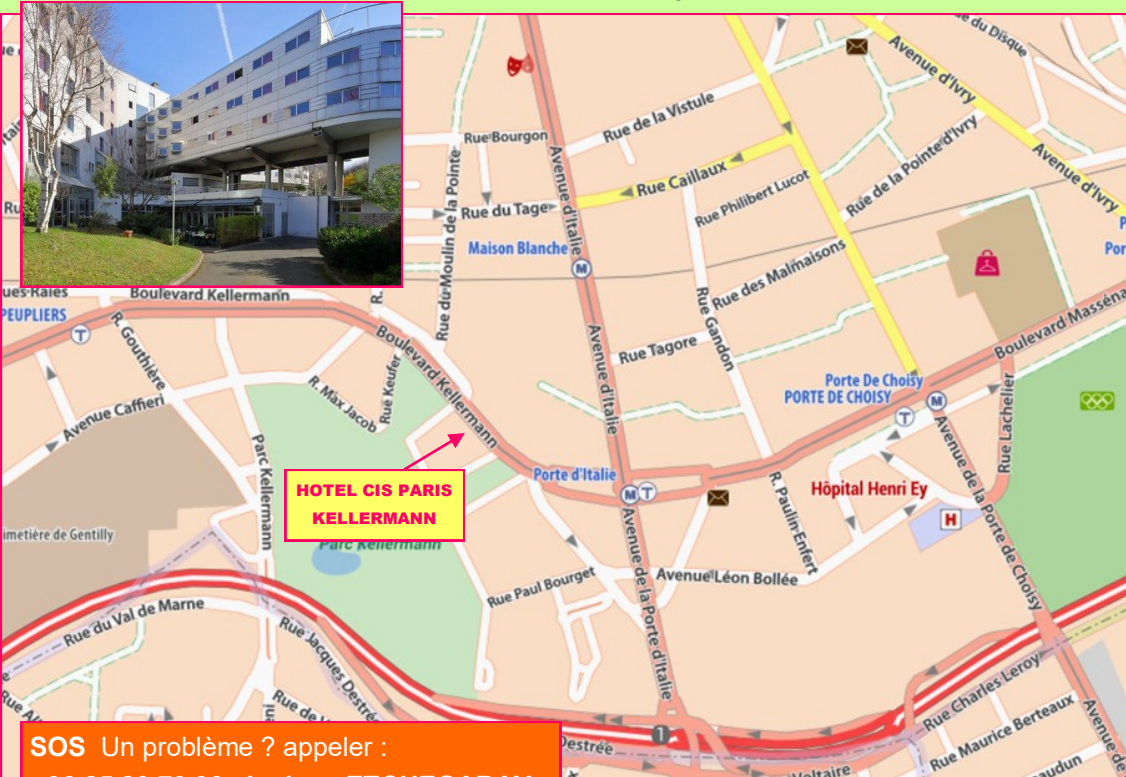 Avenue d'Ivry
Rue de la Vistule
Rue Bourgon
Avenue d'Italie
Rue de la Pointe d'Ivry
Avenue d'Ivry
Rue Caillaux
Rue Philibert Lucot
Rue du Tage
Rue du Moulin de la Pointe
Maison Blanche
M
Rue des Malmaisons
Boulevard Kellermann
PEUPLIERS
T
R. Gouthière
Boulevard Kellermann
Rue Gandon
Avenue d'Italie
Rue Tagore
Boulevard Masséna
R. Max Jacob
Rue Keufer
Porte De Choisy
PORTE DE CHOISY
M
T
Rue Lachelier
Avenue Caffieri
Parc Kellermann
HOTEL CIS PARIS
KELLERMANN
Porte d'Italie
M T
Hôpital Henri Ey
H
R. Paulin Enfert
Avenue de la Porte de Choisy
Parc Kellermann
Rue Paul Bourget
Avenue Léon Bollée
Avenue de la Porte d'Italie
Rue du Val de Marne
Rue Jacques Destrée
Rue Charles Leroy
Rue Maurice Berteaux
1
SOS Un problème ? appeler :